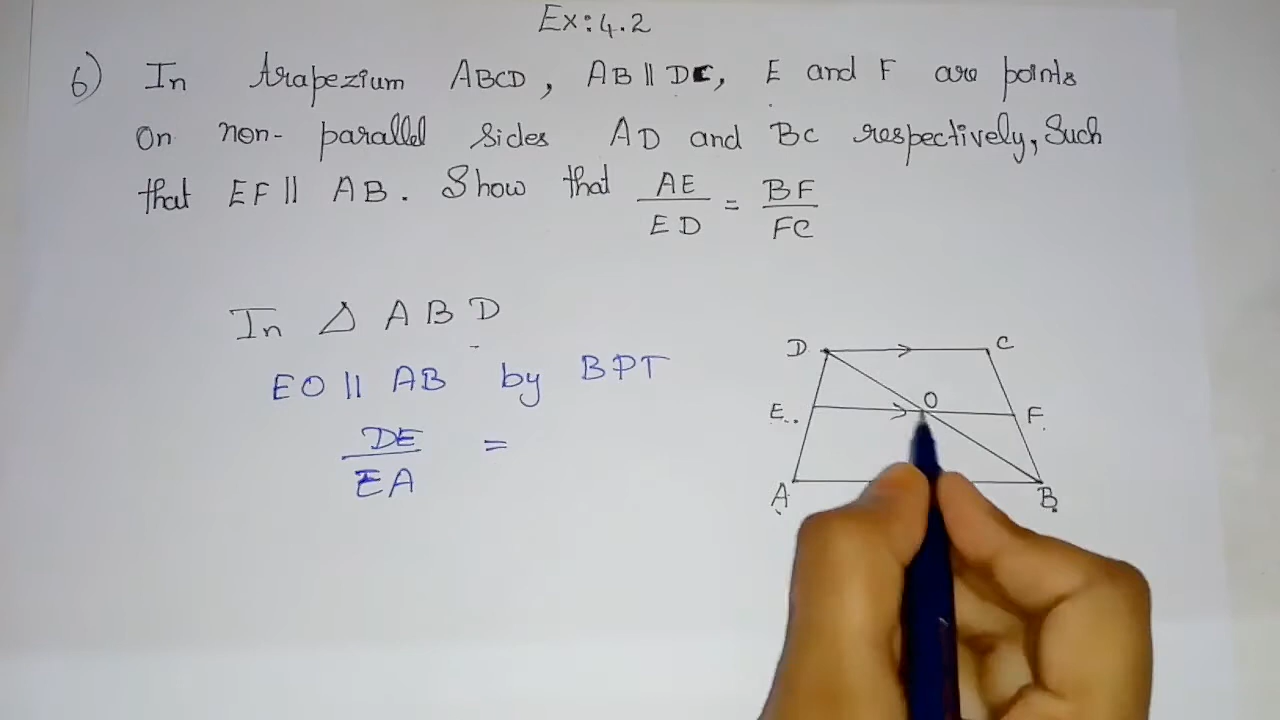 Ex: 4.2
6) In trapezium ABCD, AB || DC, E and F are points
on non-parallel sides AD and BC respectively, Such
that EF || AB. Show that AE/ED = BF/FC
In △ ABD
EO || AB by BPT
DE/EA =
D C
E.. O F.
A B